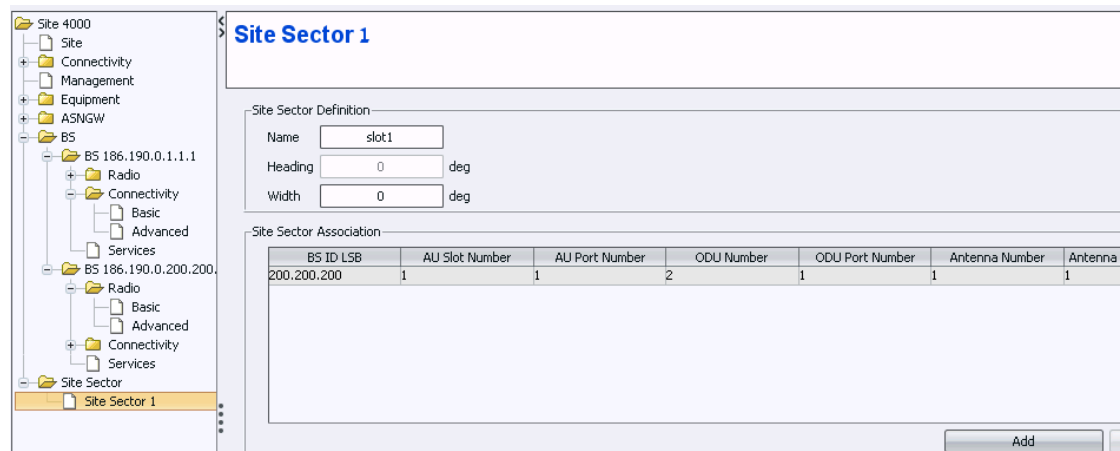 Site 4000
Site
Connectivity
Management
Equipment
ASNGW
BS
BS 186.190.0.1.1.1
Radio
Connectivity
Basic
Advanced
Services
BS 186.190.0.200.200.
Radio
Basic
Advanced
Connectivity
Services
Site Sector
Site Sector 1
Site Sector 1
Site Sector Definition
Name slot1
Heading 0 deg
Width 0 deg
Site Sector Association
BS ID LSB AU Slot Number AU Port Number ODU Number ODU Port Number Antenna Number Antenna
200.200.200 1 1 2 1 1 1
Add